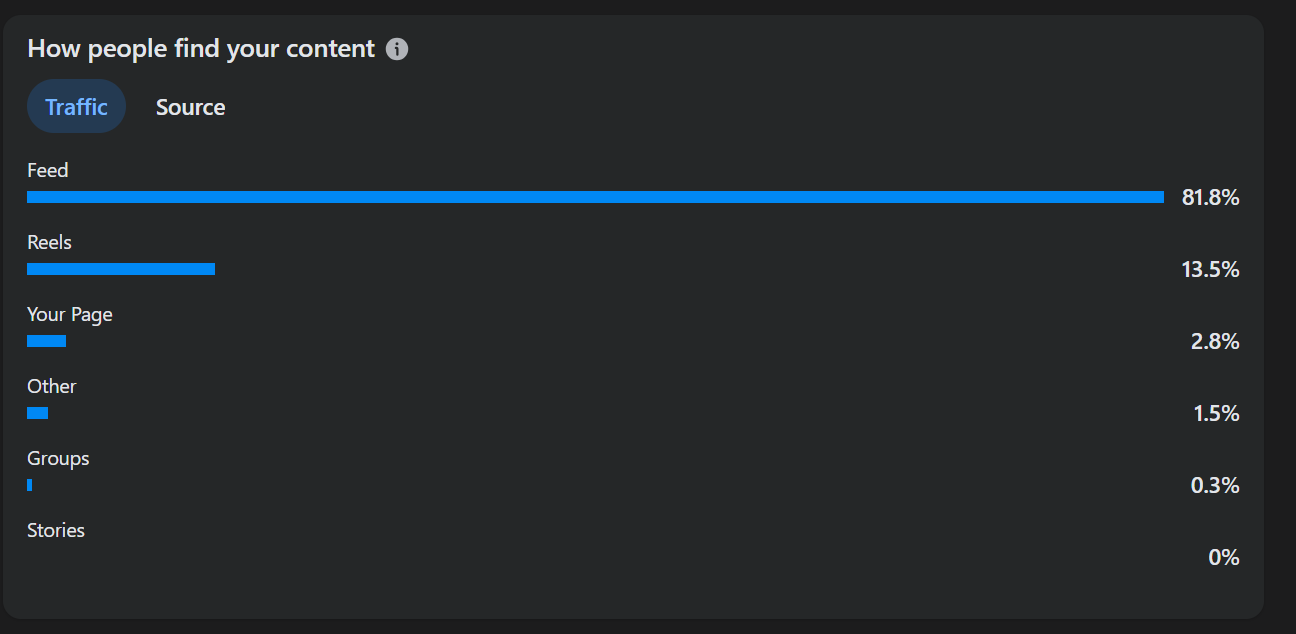 How people find your content
Traffic Source
Feed
81.8%
Reels
13.5%
Your Page
2.8%
Other
1.5%
Groups
0.3%
Stories
0%